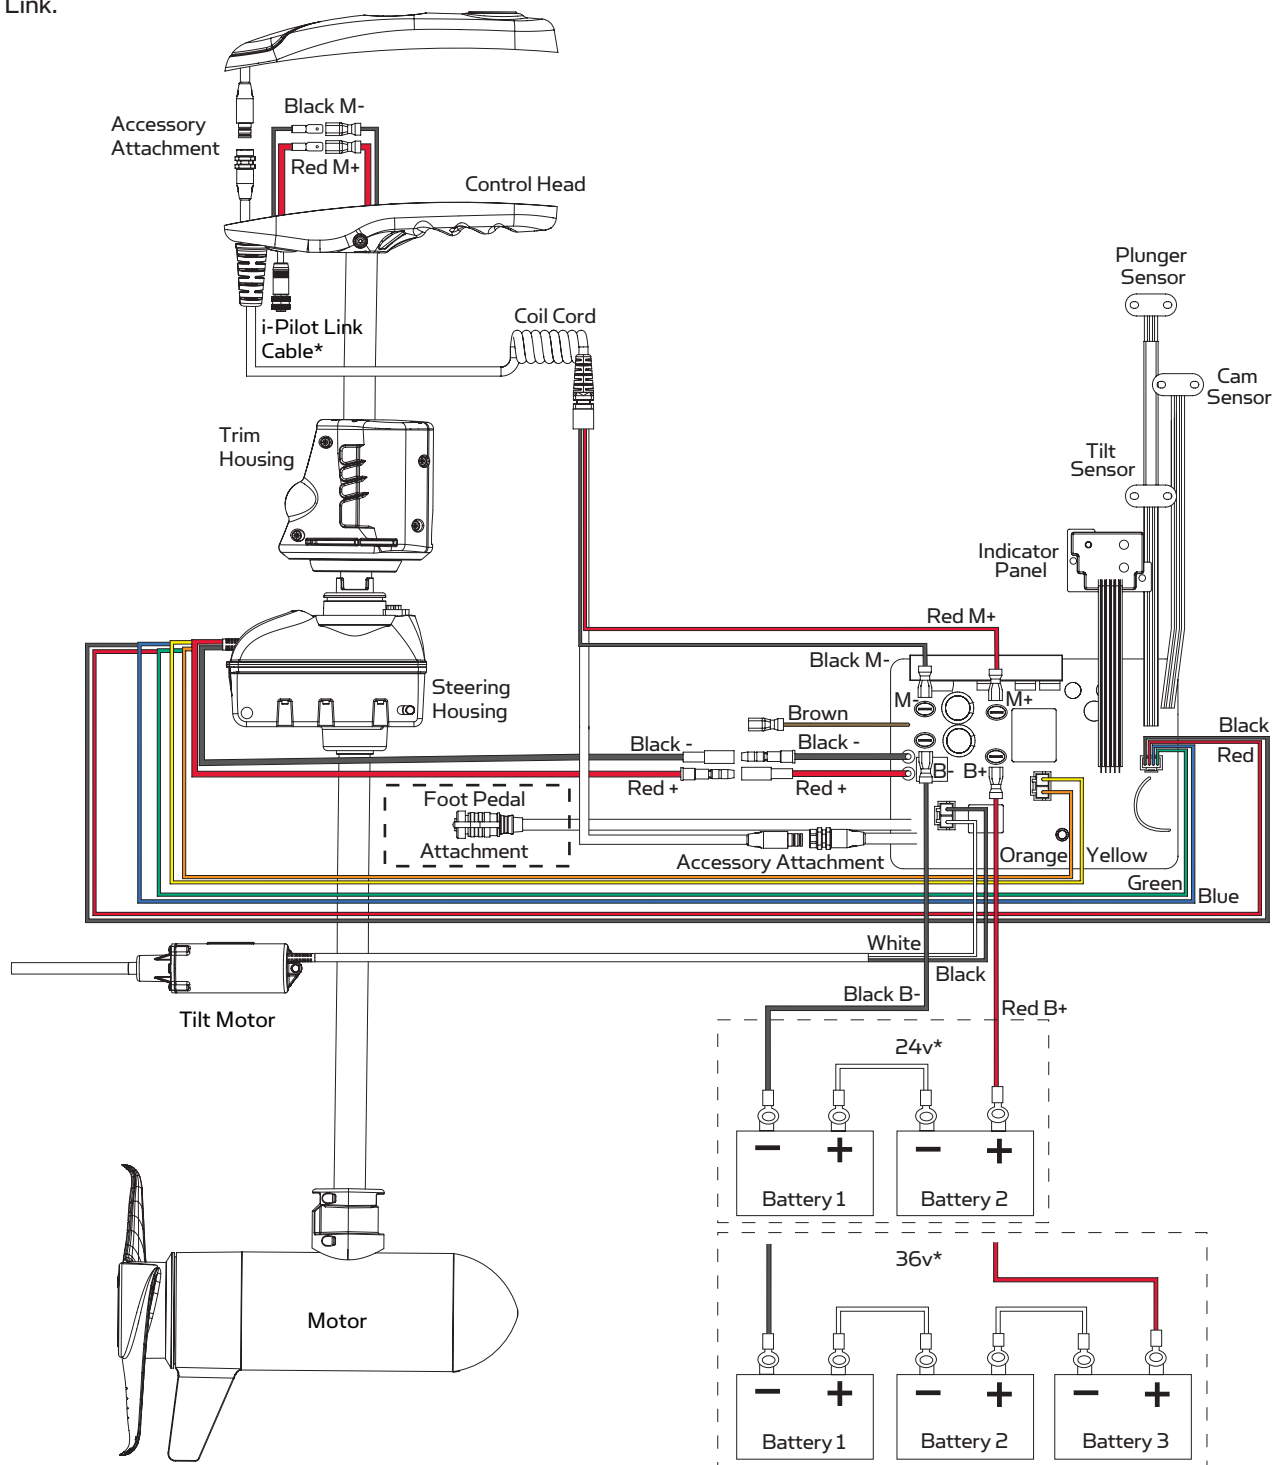 Link.
Black M-
Accessory
Attachment
Red M+
Control Head
Plunger
Sensor
i-Pilot Link
Cable*
Coil Cord
Cam
Sensor
Trim
Housing
Tilt
Sensor
Indicator
Panel
Red M+
Black M-
Steering
Housing
M-
M+
Brown
Black -
Black -
Black
Red
B-
B+
Red +
Red +
Foot Pedal
Attachment
Accessory Attachment
Orange
Yellow
Green
Blue
White
Black
Tilt Motor
Black B-
Red B+
24v*
−
+
−
+
Battery 1
Battery 2
36v*
Motor
−
+
−
+
−
+
Battery 1
Battery 2
Battery 3